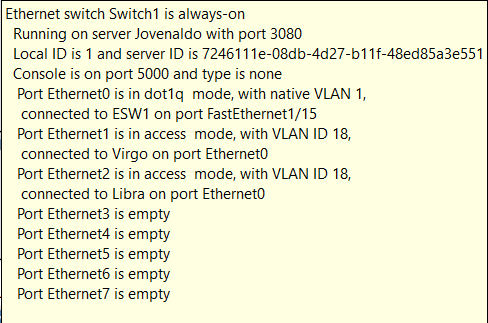 Ethernet switch Switch1 is always-on
Running on server Jovenaldo with port 3080
Local ID is 1 and server ID is 7246111e-08db-4d27-b11f-48ed85a3e551
Console is on port 5000 and type is none
Port Ethernet0 is in dot1q  mode, with native VLAN 1,
connected to ESW1 on port FastEthernet1/15
Port Ethernet1 is in access  mode, with VLAN ID 18,
connected to Virgo on port Ethernet0
Port Ethernet2 is in access  mode, with VLAN ID 18,
connected to Libra on port Ethernet0
Port Ethernet3 is empty
Port Ethernet4 is empty
Port Ethernet5 is empty
Port Ethernet6 is empty
Port Ethernet7 is empty